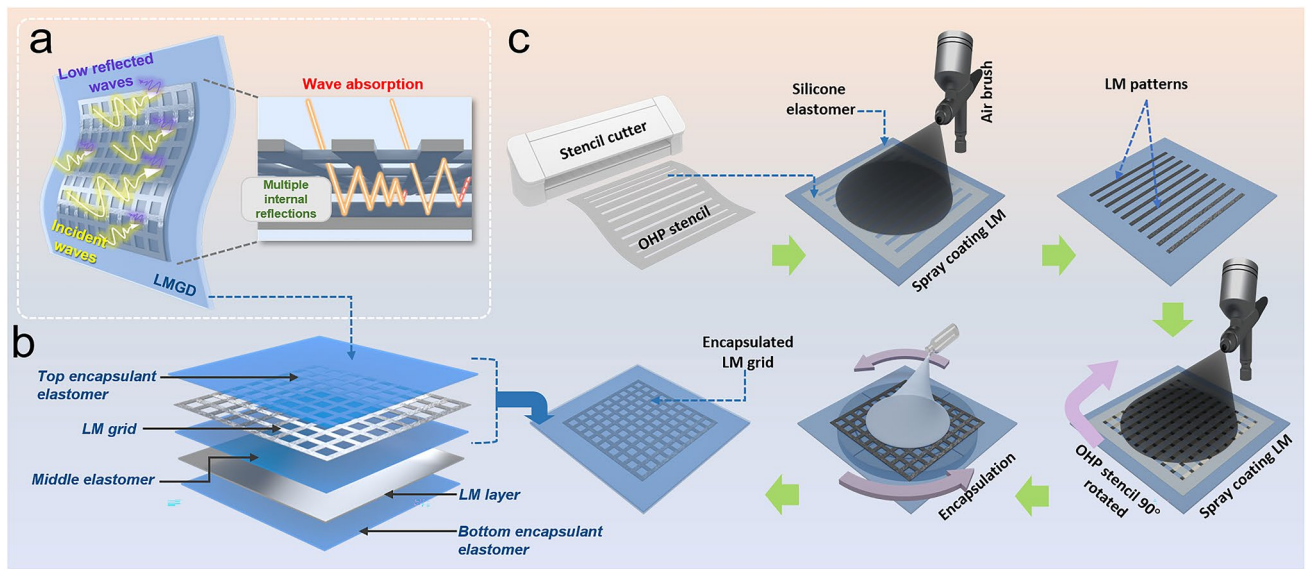 a
Low reflected
waves
Wave absorption
Multiple
internal
reflections
Incident
waves
LMGD
b
Top encapsulant
elastomer
LM grid
Middle elastomer
LM layer
Bottom encapsulant
elastomer
c
Stencil cutter
OHP stencil
Silicone
elastomer
Air brush
Spray coating LM
LM patterns
OHP stencil 90°
rotated
Spray coating LM
Encapsulation
Encapsulated
LM grid